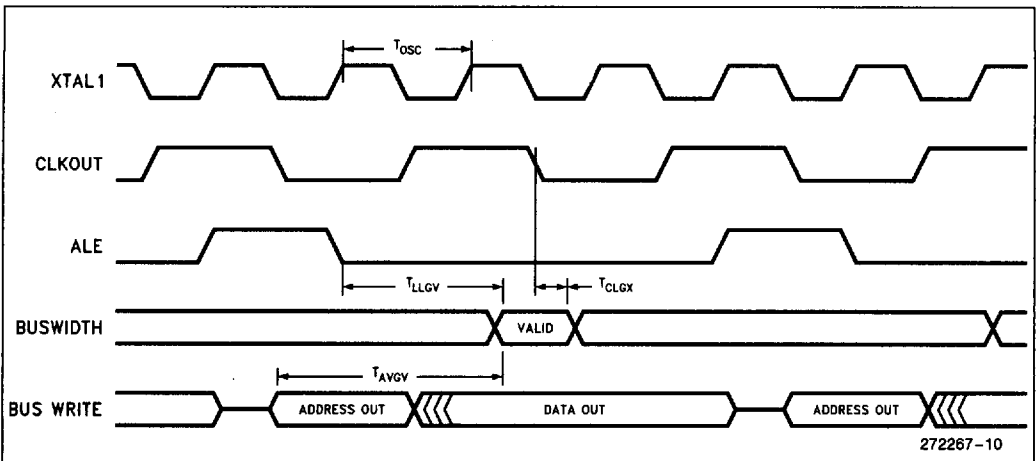 TOSC
XTAL1
CLKOUT
ALE
TLLGV
TCLGX
BUSWIDTH
VALID
TAVGV
BUS WRITE
ADDRESS OUT
DATA OUT
ADDRESS OUT
272267-10